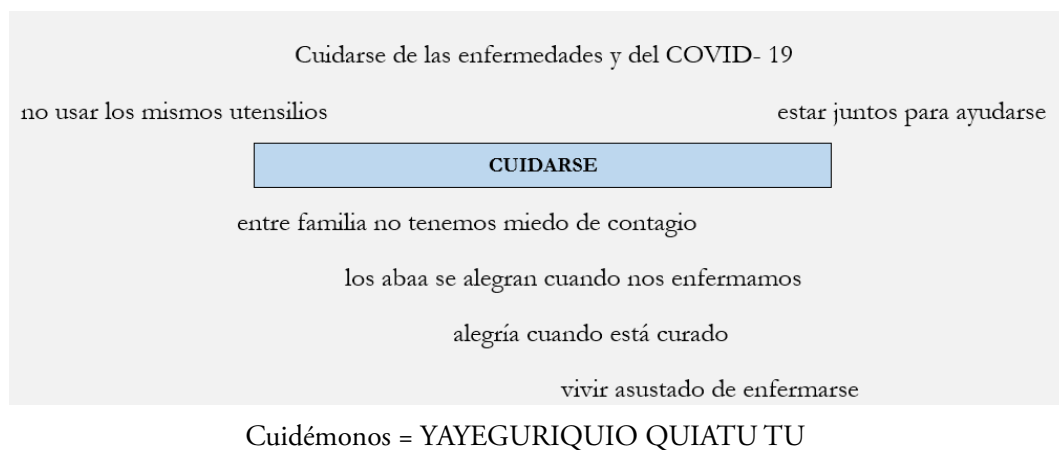 Cuidarse de las enfermedades y del COVID- 19
no usar los mismos utensilios
estar juntos para ayudarse
CUIDARSE
entre familia no tenemos miedo de contagio
los abaa se alegran cuando nos enfermamos
alegría cuando está curado
vivir asustado de enfermarse
Cuidémonos = YAYEGURIQUIO QUIATU TU